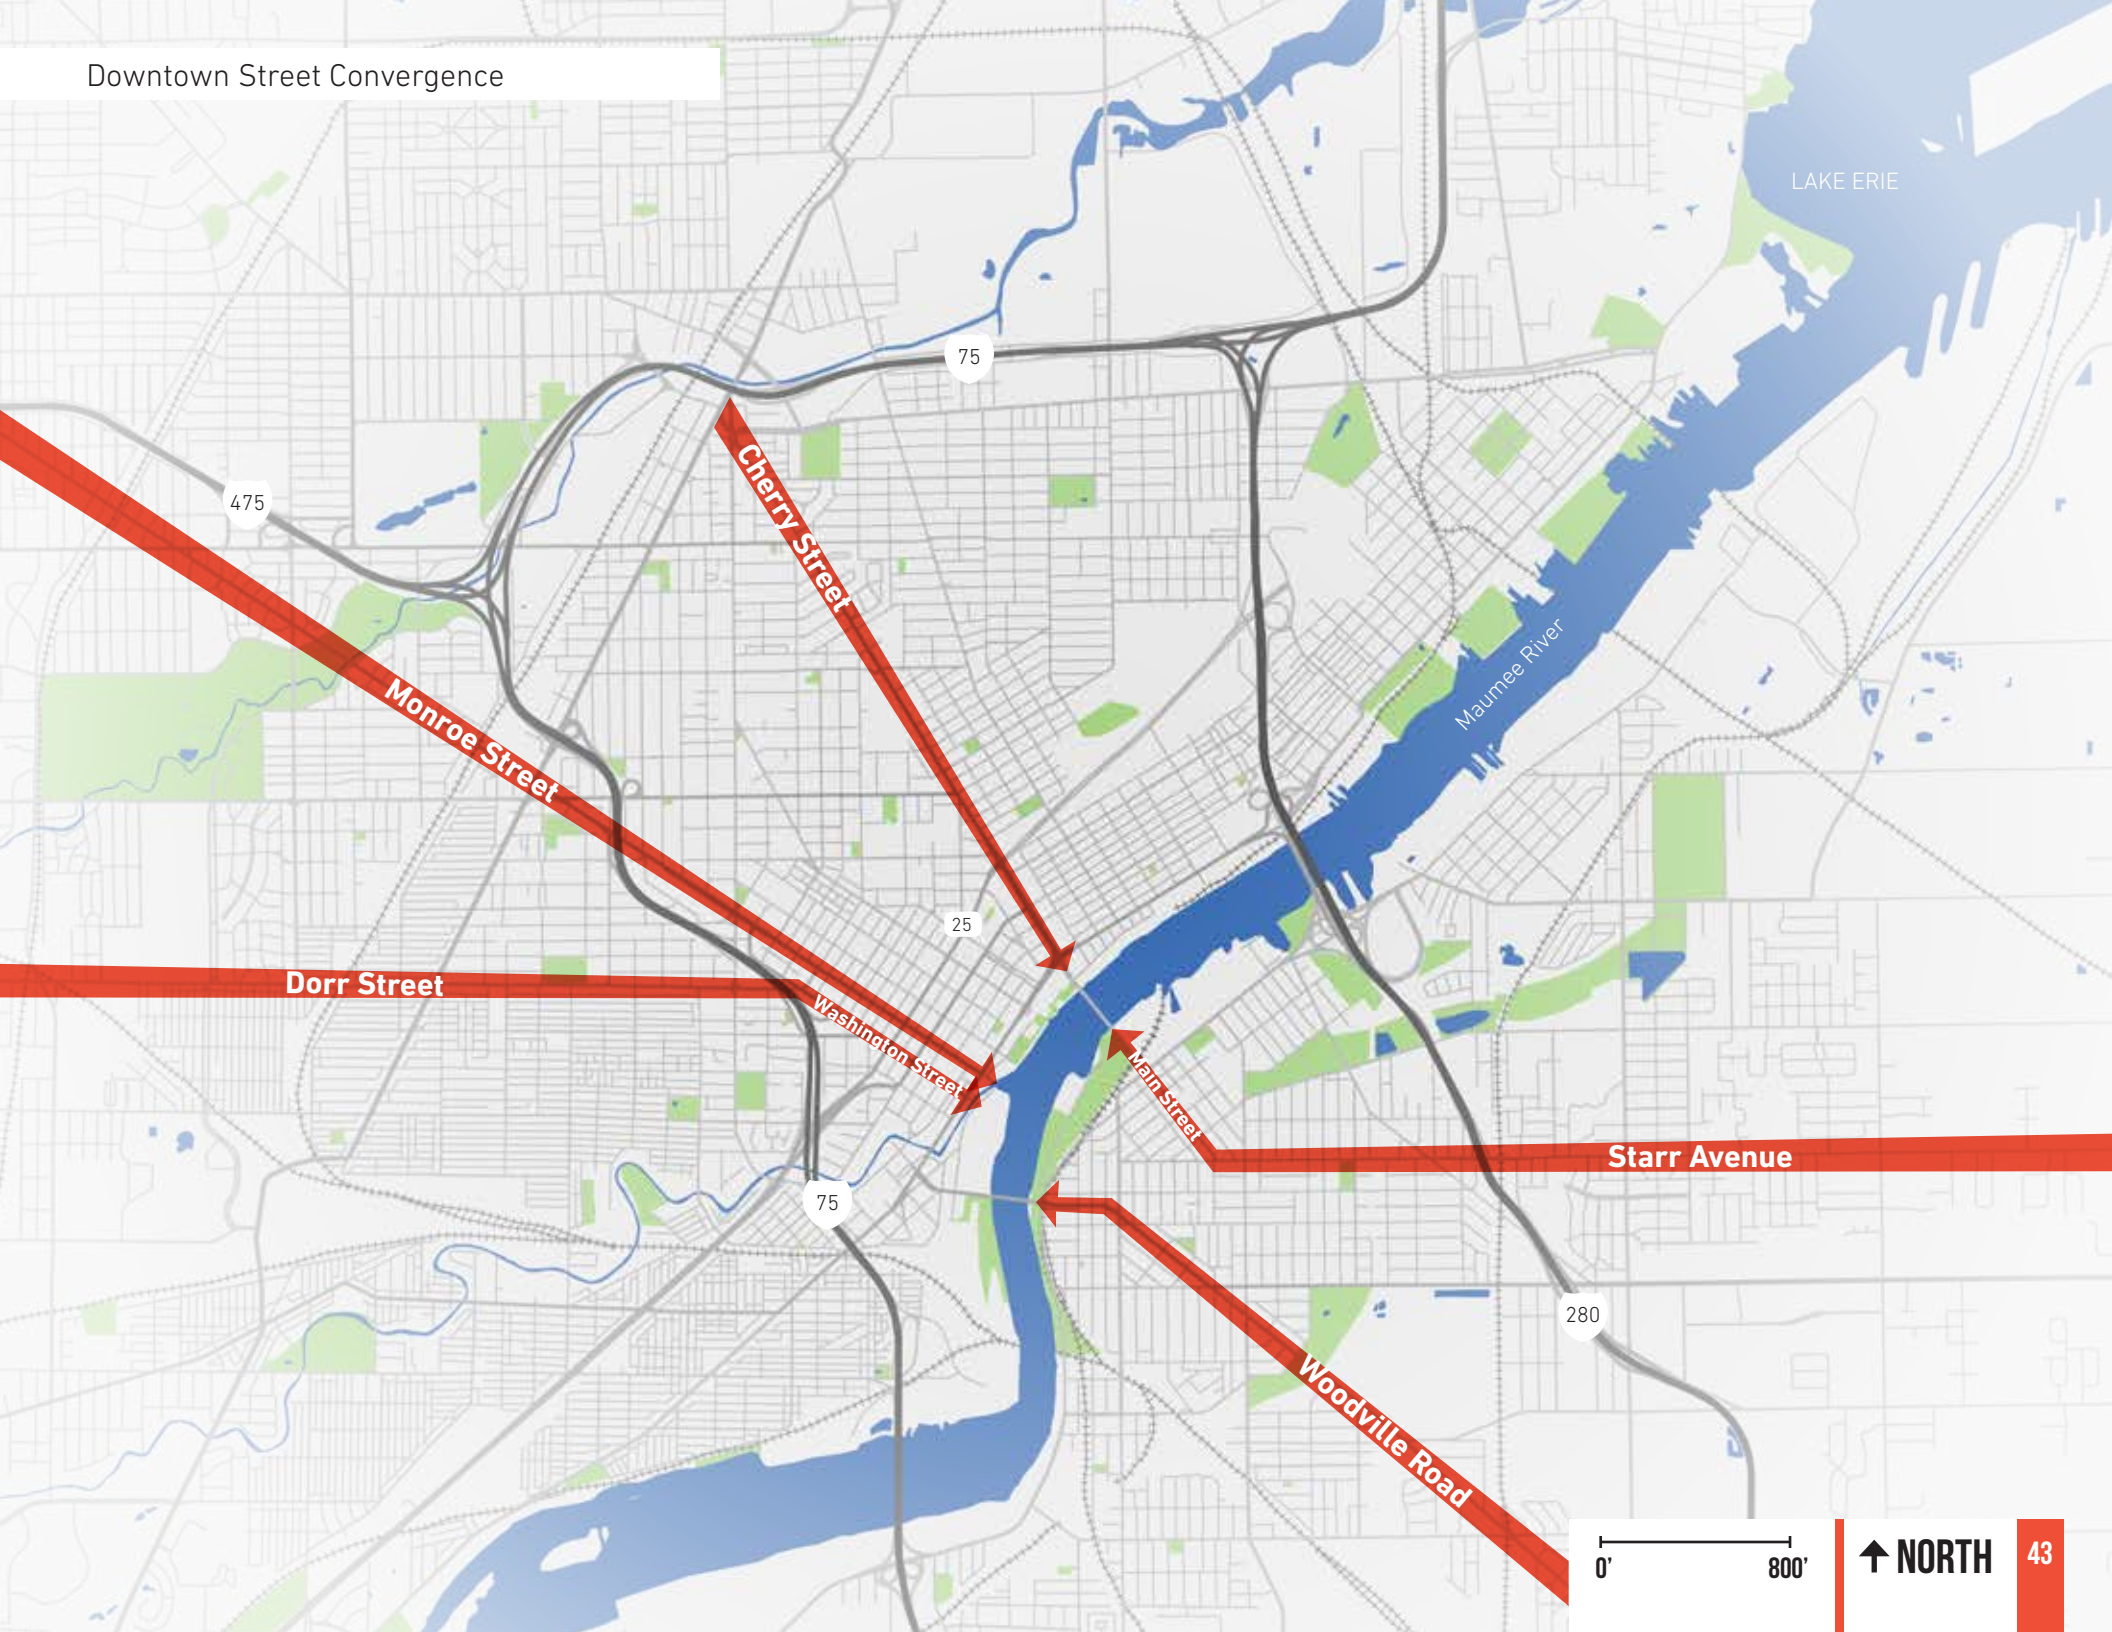 Downtown Street Convergence
LAKE ERIE
75
475
Cherry Street
Maumee River
Monroe Street
25
Dorr Street
Washington Street
Main Street
Starr Avenue
75
280
Woodville Road
0' 800'
NORTH
43